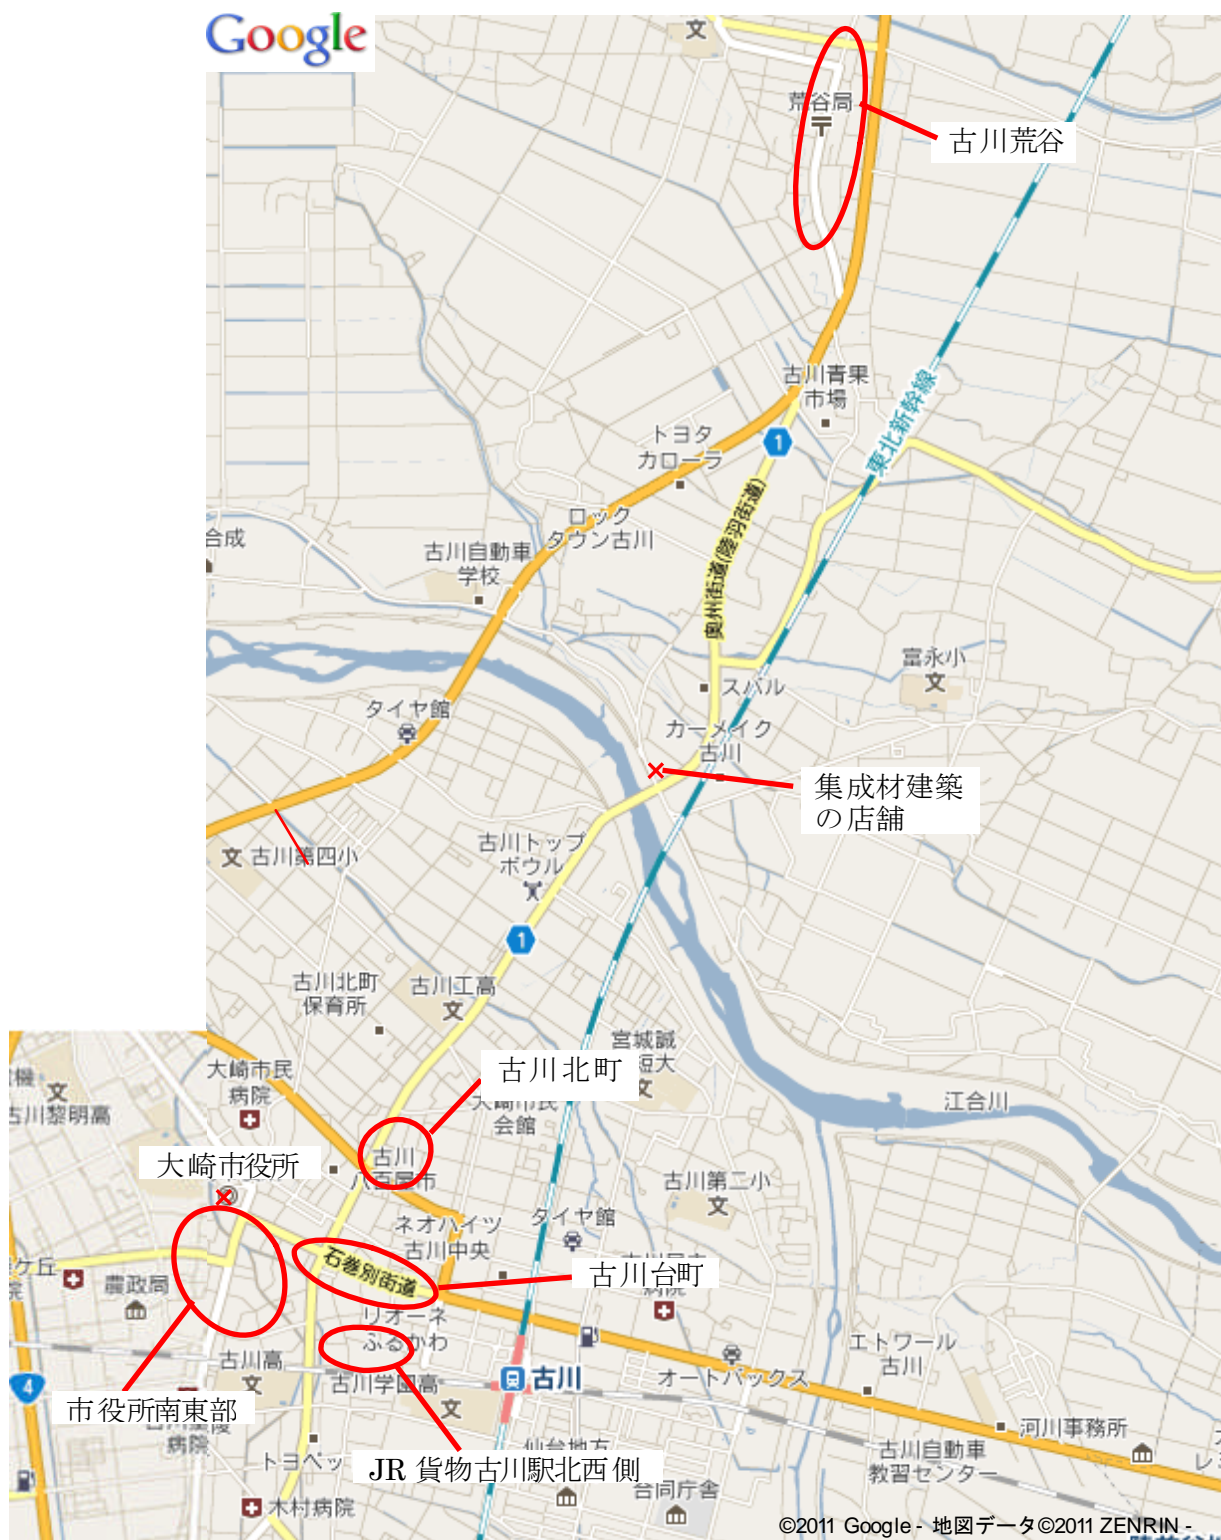 Google
文
荒谷局
古川荒谷
古川青果
市場
東北新幹線
1
トヨタ
カローラ
奥州街道(陸羽街道)
ロック
タウン古川
合成
古川自動車
学校
富永小
文
スバル
タイヤ館
カーメイク
古川
集成材建築
の店舗
古川トップ
ボウル
文 古川第四小
1
古川北町
保育所
古川工高
文
宮城誠
短大
文
古川北町
大崎市民
病院
機
文
古川黎明高
大崎市民
会館
江合川
古川
八百屋市
大崎市役所
古川第二小
文
ネオハイツ
古川中央
タイヤ館
石巻別街道
古川台町
ケ丘
農政局
病院
リオーネ
ふるかわ
エトワール
古川
古川高
文
古川学園高
文
古川
オートバックス
4
市役所南東部
病院
河川事務所
トヨペッ
仙台地方
合同庁舎
JR 貨物古川駅北西側
古川自動車
教習センター
木村病院
©2011 Google - 地図データ©2011 ZENRIN -